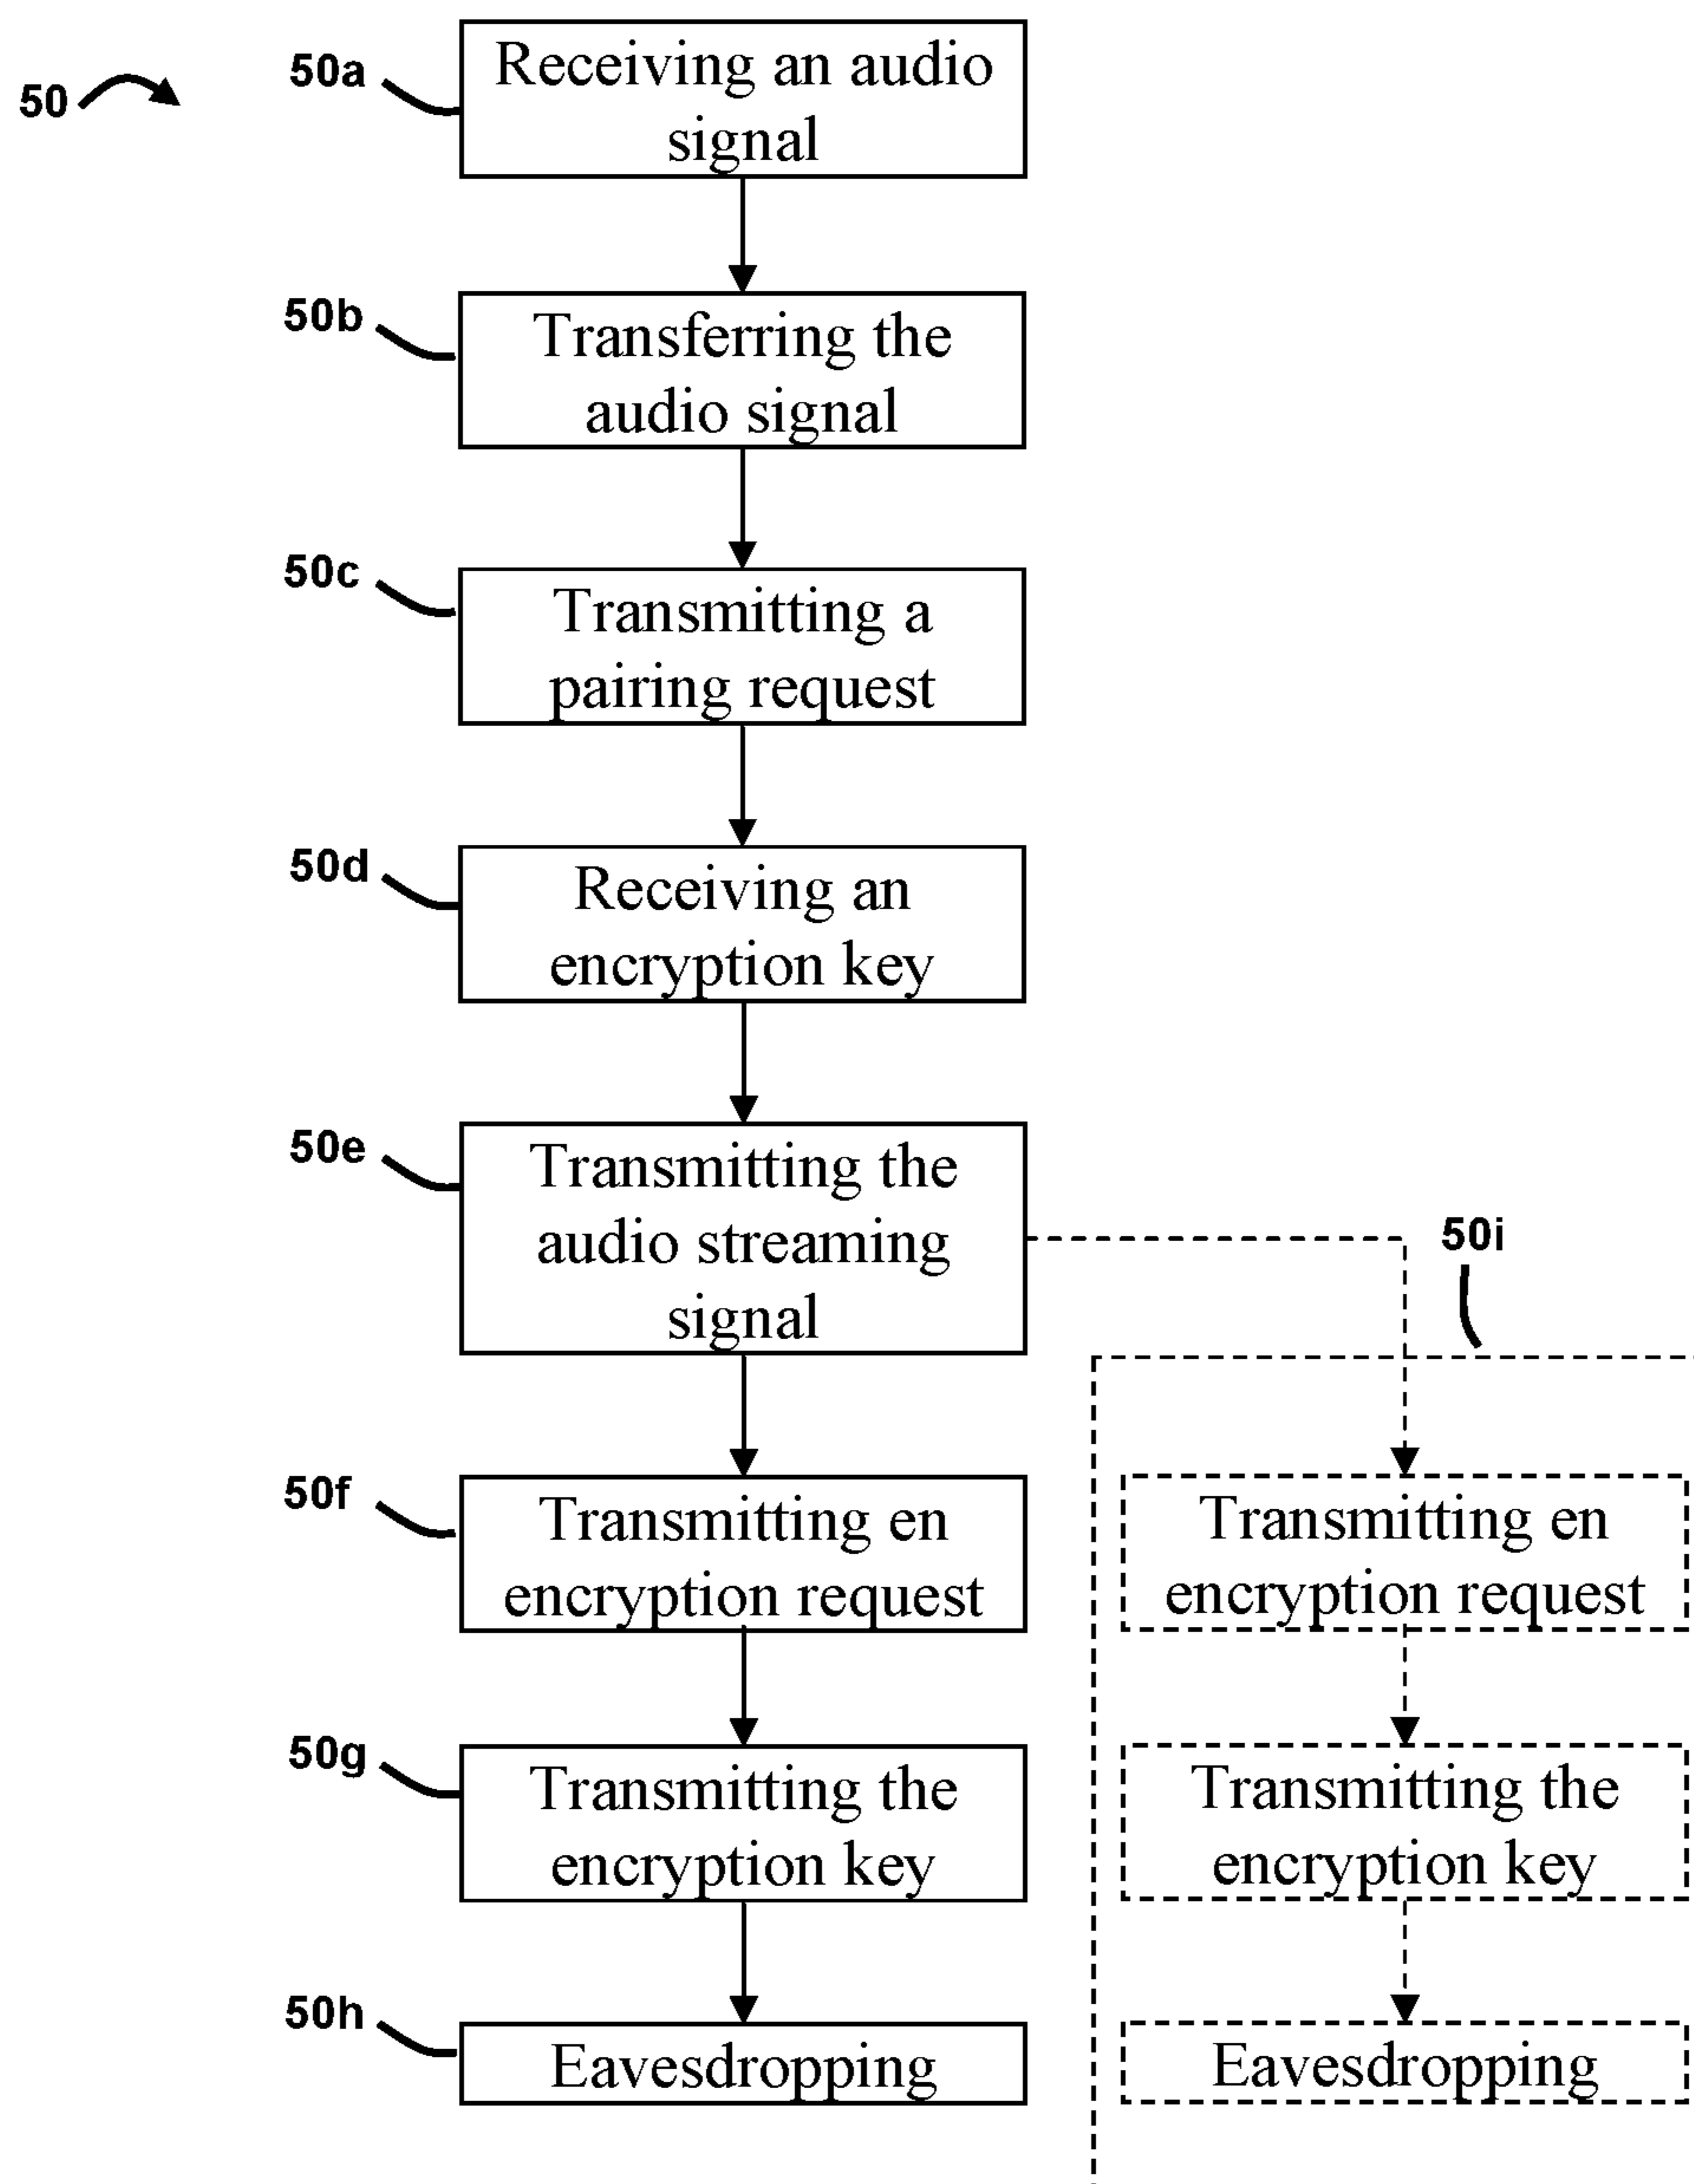 50
50a
Receiving an audio
signal
50b
Transferring the
audio signal
50c
Transmitting a
pairing request
50d
Receiving an
encryption key
50e
Transmitting the
audio streaming
signal
50i
50f
Transmitting en
encryption request
Transmitting en
encryption request
50g
Transmitting the
encryption key
Transmitting the
encryption key
50h
Eavesdropping
Eavesdropping